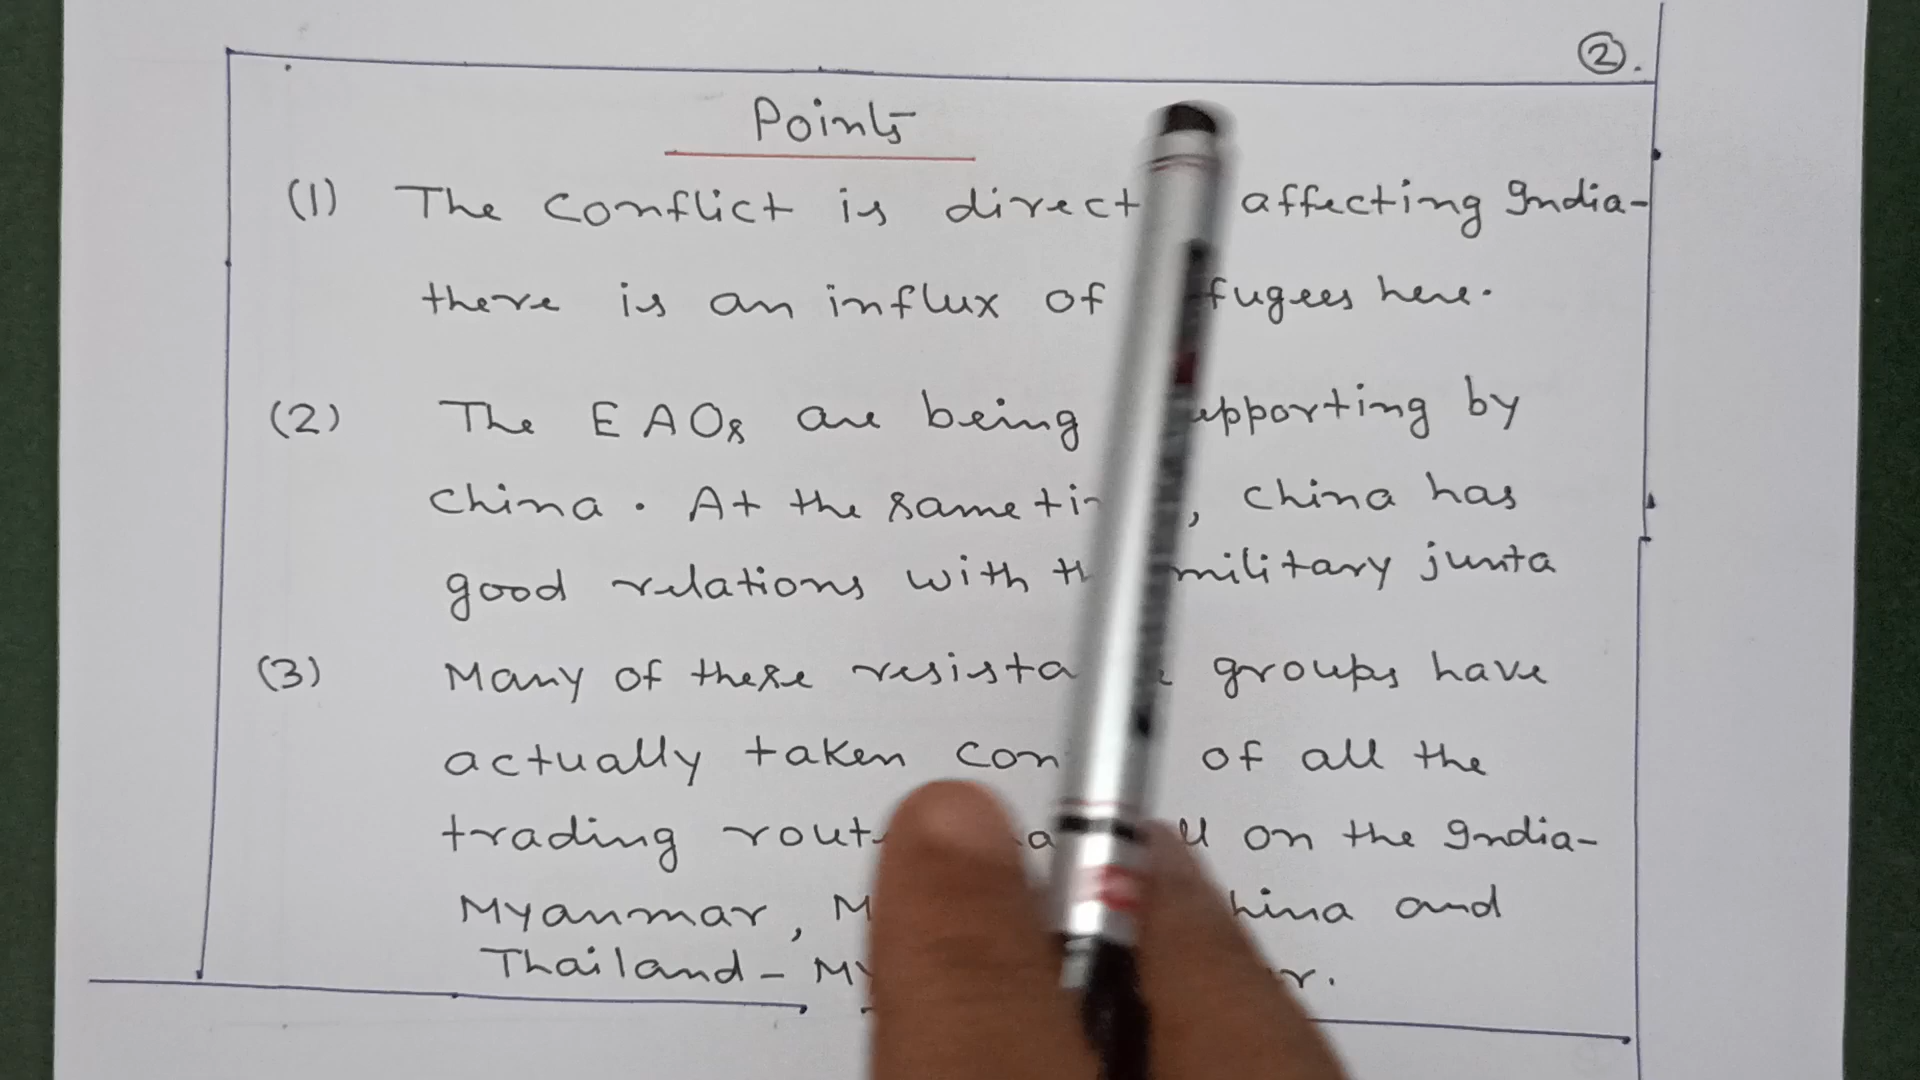 2.
Points
(1) The conflict is direct affecting India-
there is an influx of fugees here.
(2) The EAOs are being upporting by
China. At the same ti, China has
good relations with th military junta
(3) Many of these resista groups have
actually taken con of all the
trading rout on the India-
Myanmar, M hina and
Thailand - My r.